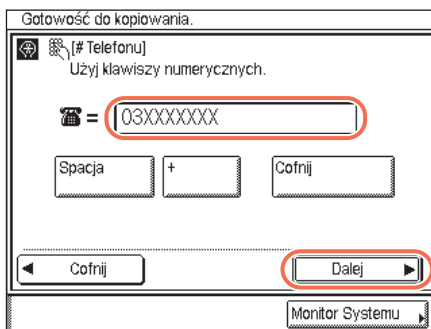 Gotowość do kopiowania.
[# Telefonu]
Użyj klawiszy numerycznych.
= 03XXXXXXX
Spacja + Cofnij
◄ Cofnij Dalej ►
Monitor Systemu